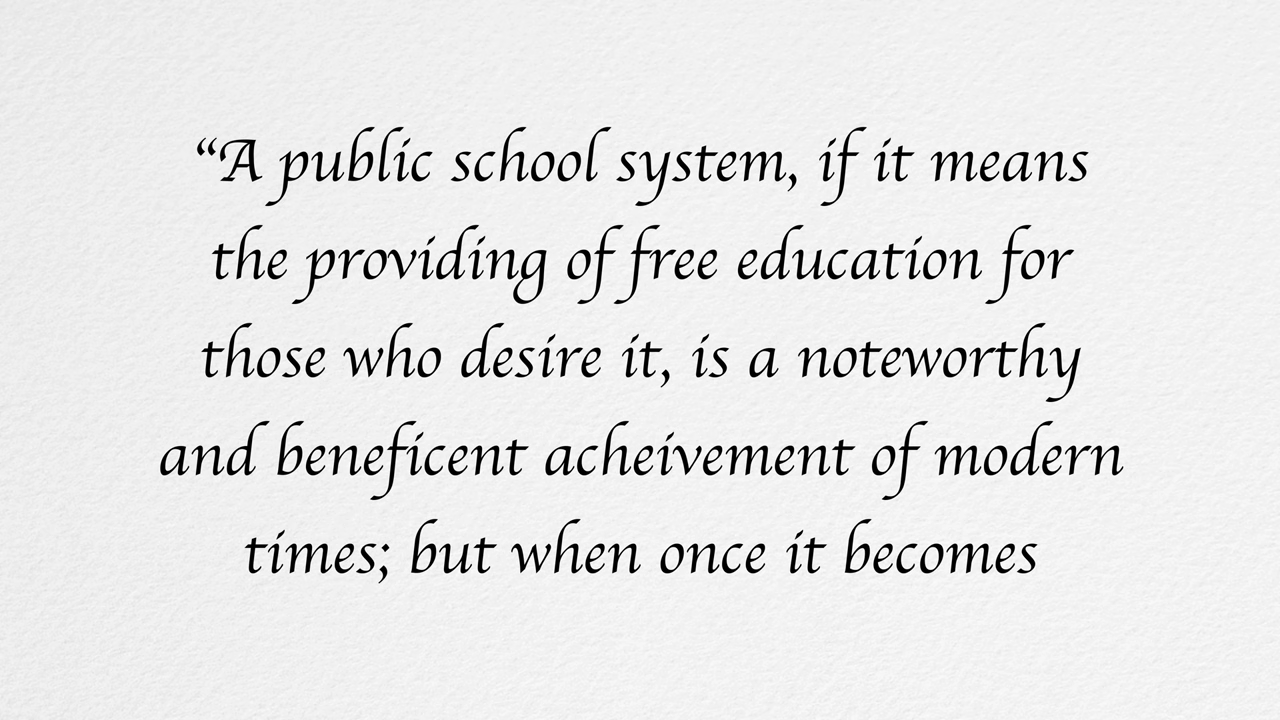 “A public school system, if it means
the providing of free education for
those who desire it, is a noteworthy
and beneficent acheivement of modern
times; but when once it becomes